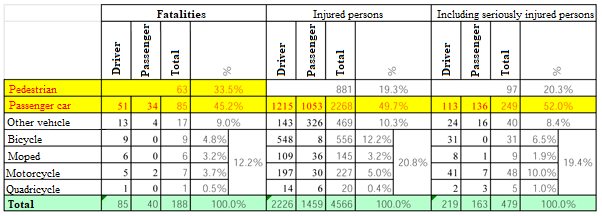 Fatalities Injured persons Including seriously injured persons
Driver Passenger Total % Driver Passenger Total % Driver Passenger Total %
Pedestrian 63 33.5% 881 19.3% 97 20.3%
Passenger car 51 34 85 45.2% 1215 1053 2268 49.7% 113 136 249 52.0%
Other vehicle 13 4 17 9.0% 143 326 469 10.3% 24 16 40 8.4%
Bicycle 9 0 9 4.8% 548 8 556 12.2% 31 0 31 6.5%
Moped 6 0 6 3.2% 109 36 145 3.2% 8 1 9 1.9%
12.2% 20.8% 19.4%
Motorcycle 5 2 7 3.7% 197 30 227 5.0% 41 7 48 10.0%
Quadricycle 1 0 1 0.5% 14 6 20 0.4% 2 3 5 1.0%
Total 85 40 188 100.0% 2226 1459 4566 100.0% 219 163 479 100.0%